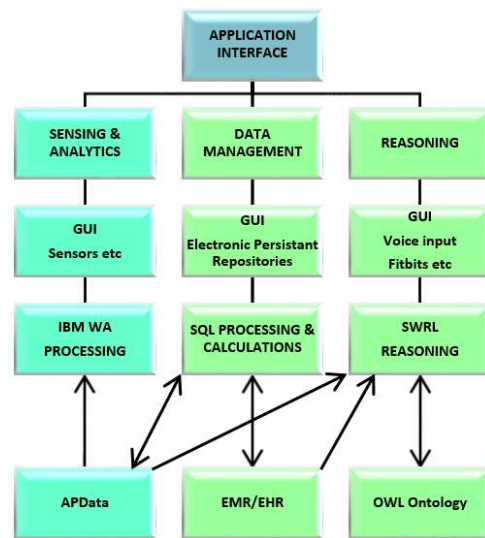 APPLICATION
INTERFACE
SENSING &
ANALYTICS
DATA
MANAGEMENT
REASONING
GUI
Sensors etc
GUI
Electronic Persistant
Repositories
GUI
Voice input
Fitbits etc
IBM WA
PROCESSING
SQL PROCESSING &
CALCULATIONS
SWRL
REASONING
APData
EMR/EHR
OWL Ontology